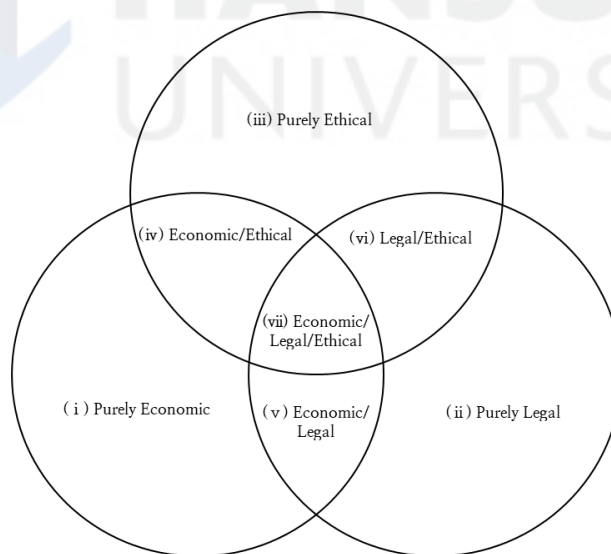 UNIVERS
(iii) Purely Ethical
(iv) Economic/Ethical
(vi) Legal/Ethical
(vii) Economic/
Legal/Ethical
(i) Purely Economic
(v) Economic/
Legal
(ii) Purely Legal